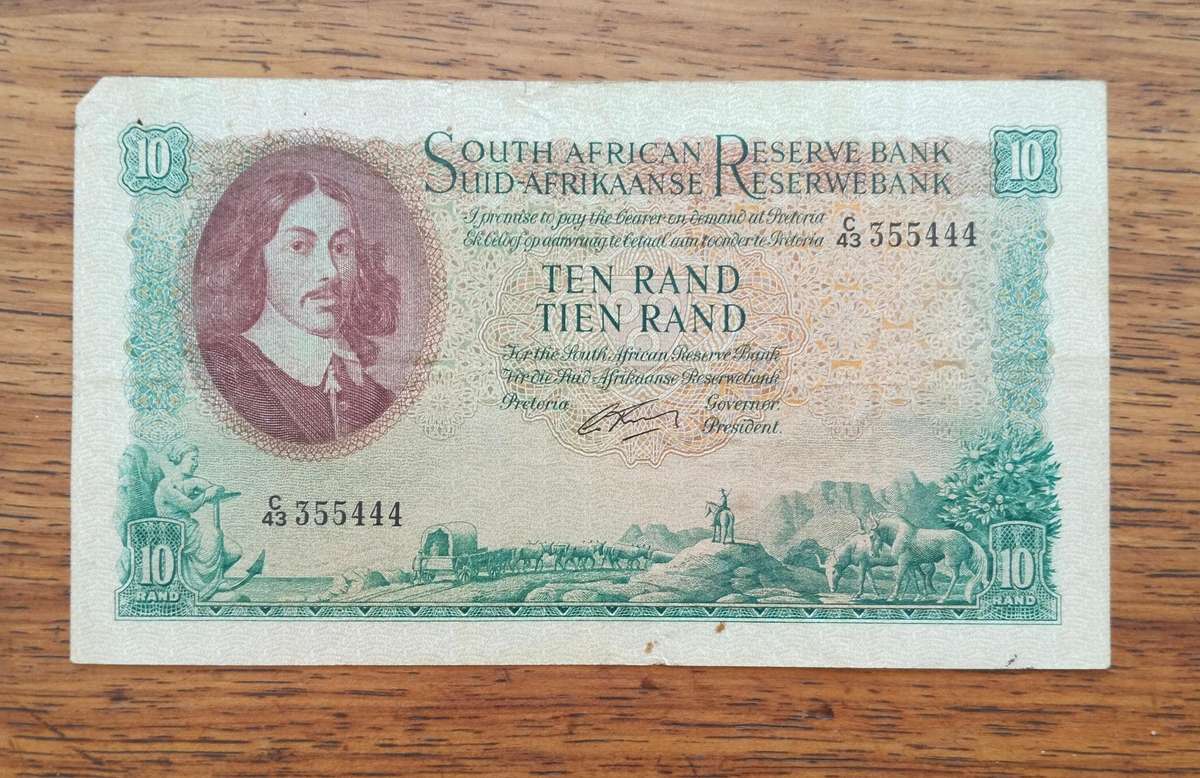 10
10
SOUTH AFRICAN RESERVE BANK
SUID-AFRIKAANSE RESERWEBANK
I promise to pay the bearer on demand at Pretoria
Ek beloof op aanvraag te betaal aan toonder te Pretoria
C/43 355444
TEN RAND
TIEN RAND
For the South African Reserve Bank
Vir die Suid-Afrikaanse Reserwebank
Pretoria Governor.
President.
C/43 355444
10
RAND
10
RAND